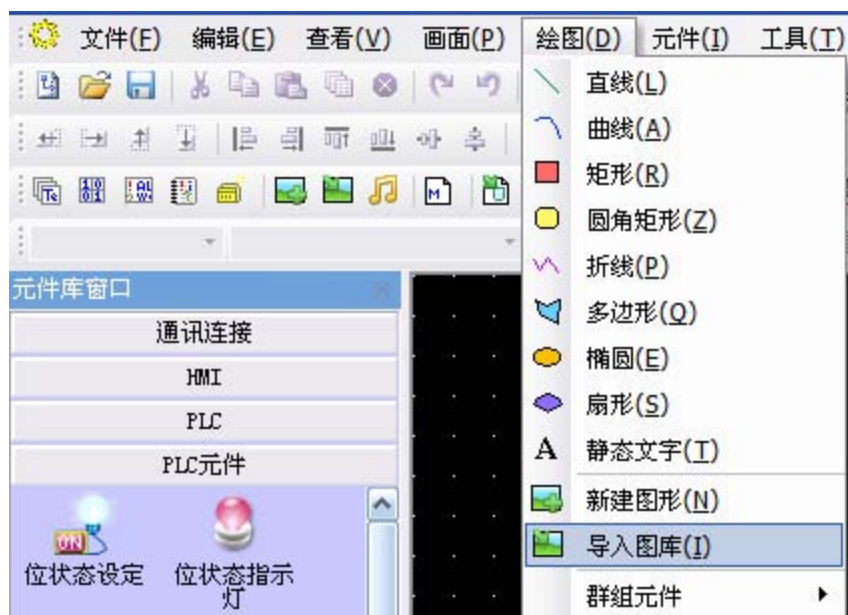 文件(F) 编辑(E) 查看(V) 画面(P) 绘图(D) 元件(I) 工具(T)
直线(L)
曲线(A)
矩形(R)
圆角矩形(Z)
折线(P)
多边形(Q)
椭圆(E)
扇形(S)
A 静态文字(T)
新建图形(N)
导入图库(I)
群组元件
元件库窗口
通讯连接
HMI
PLC
PLC元件
ON
位状态设定
位状态指示
灯